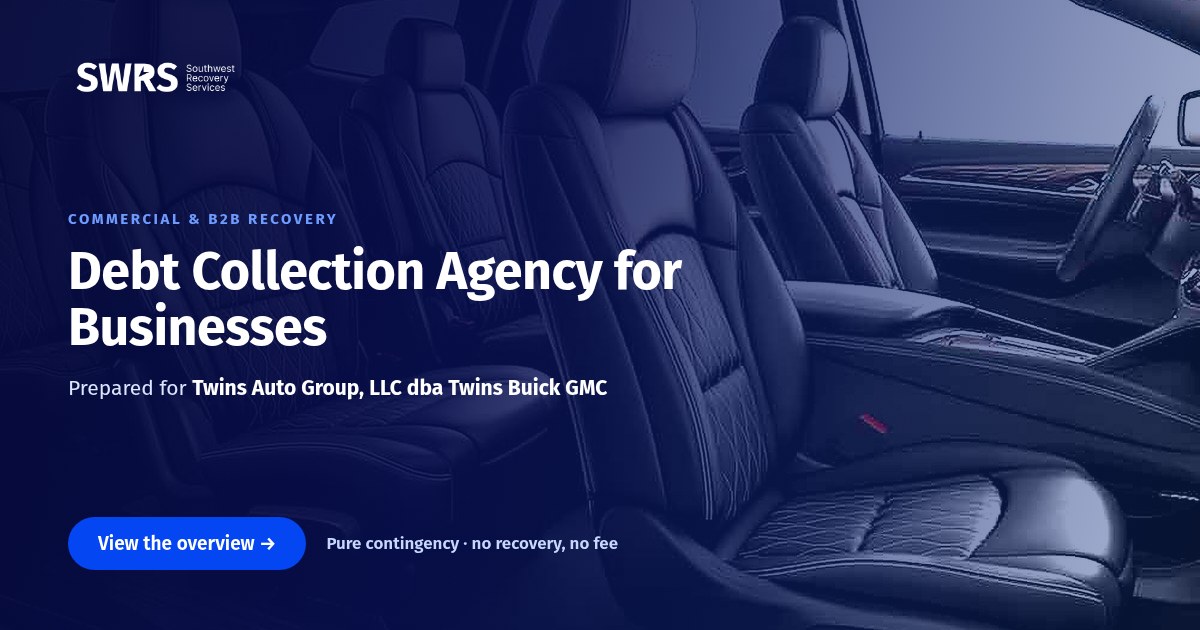 SWRS
Southwest
Recovery
Services
COMMERCIAL & B2B RECOVERY
Debt Collection Agency for
Businesses
Prepared for Twins Auto Group, LLC dba Twins Buick GMC
View the overview →
Pure contingency · no recovery, no fee